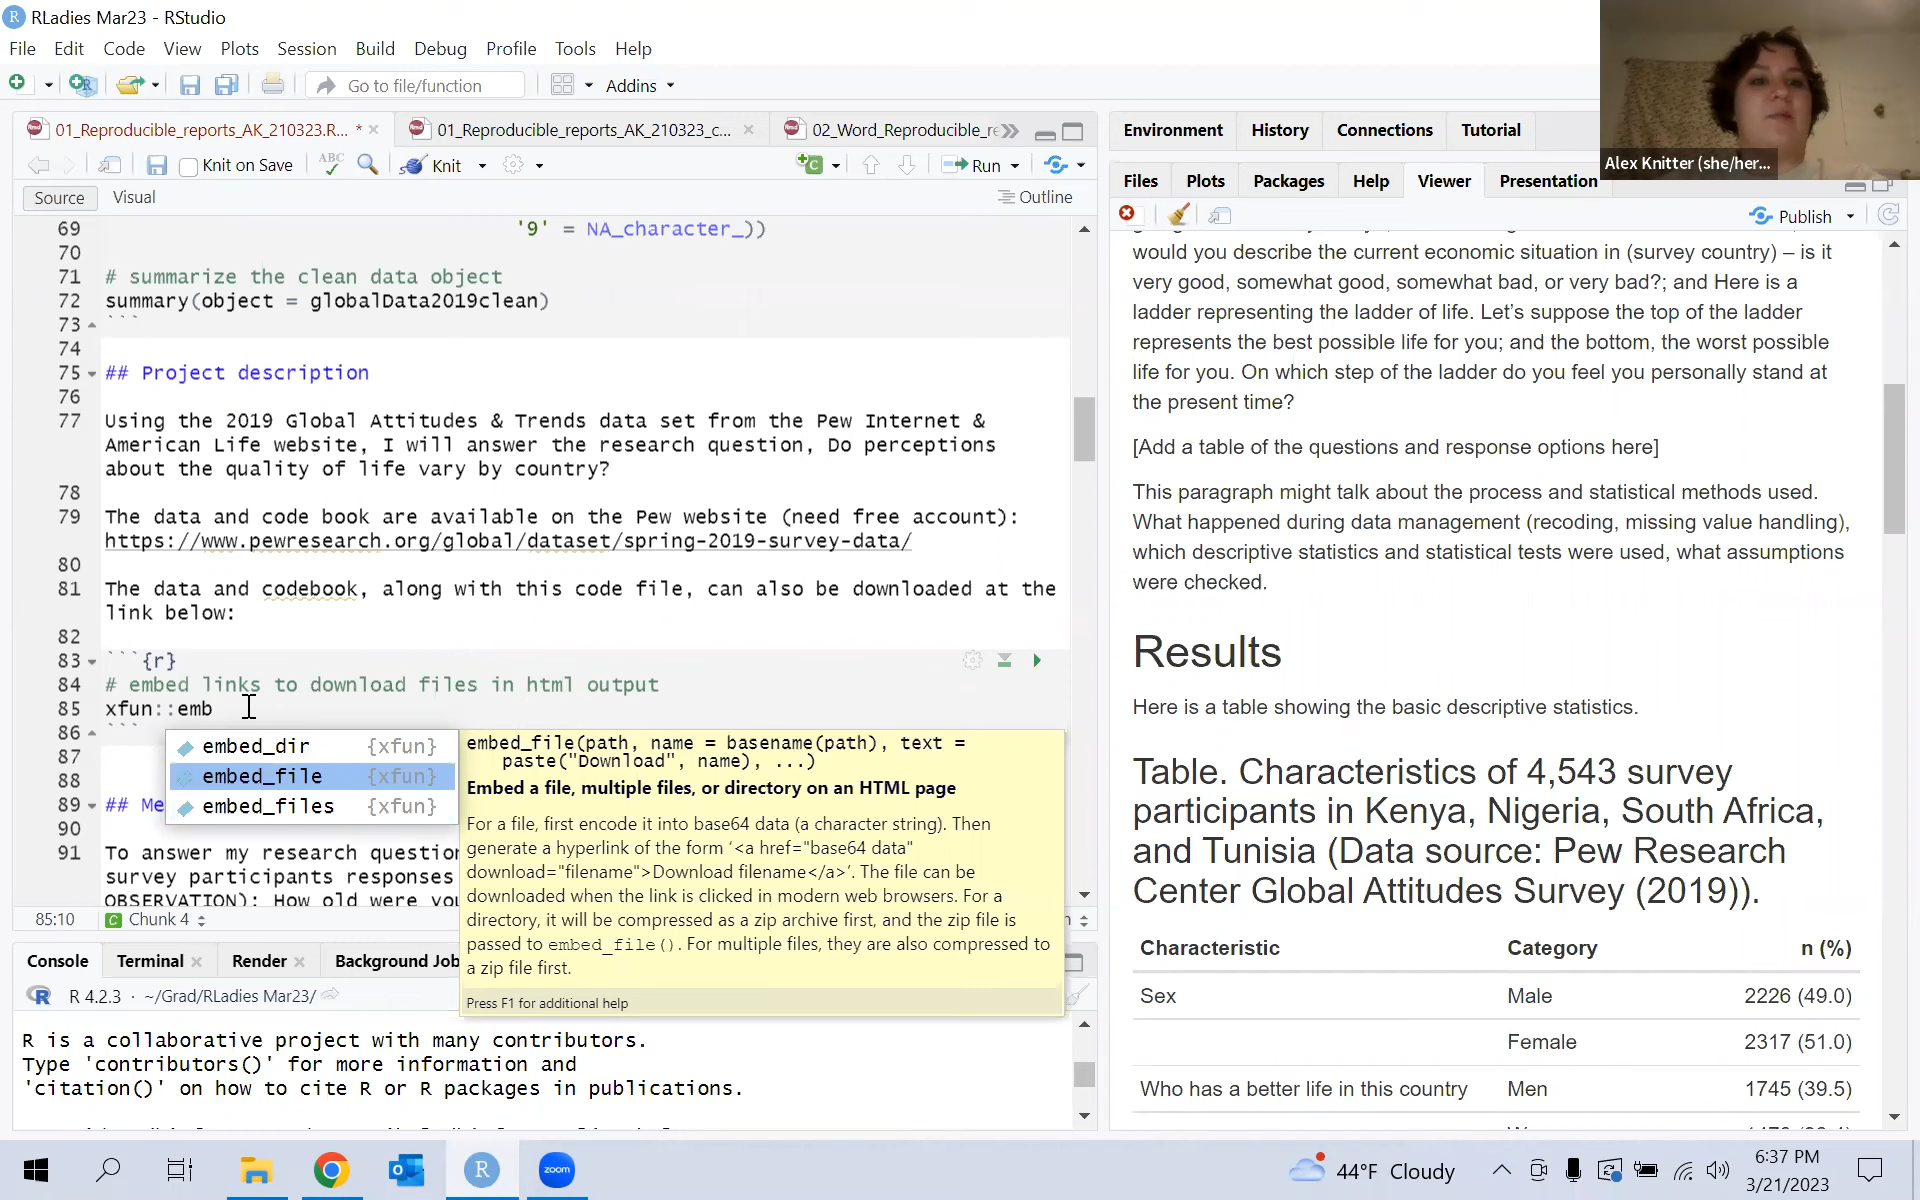 RLadies Mar23 - RStudio
File Edit Code View Plots Session Build Debug Profile Tools Help
Go to file/function Addins
Alex Knitter (she/her...
01_Reproducible_reports_AK_210323.R... *
01_Reproducible_reports_AK_210323_c...
02_Word_Reproducible_re
Knit on Save ABC Knit Run
Source Visual Outline
69 '9' = NA_character_))
70
71 # summarize the clean data object
72 summary(object = globalData2019clean)
73 ```
74
75 ## Project description
76
77 Using the 2019 Global Attitudes & Trends data set from the Pew Internet &
American Life website, I will answer the research question, Do perceptions
about the quality of life vary by country?
78
79 The data and code book are available on the Pew website (need free account):
https://www.pewresearch.org/global/dataset/spring-2019-survey-data/
80
81 The data and codebook, along with this code file, can also be downloaded at the
link below:
82
83 ```{r}
84 # embed links to download files in html output
85 xfun::emb
86 ```
87
88
89 ## Me
90
91 To answer my research question
survey participants responses
OBSERVATION): How old were you
embed_dir {xfun}
embed_file {xfun}
embed_files {xfun}
embed_file(path, name = basename(path), text =
paste("Download", name), ...)
Embed a file, multiple files, or directory on an HTML page
For a file, first encode it into base64 data (a character string). Then
generate a hyperlink of the form ‘<a href="base64 data"
download="filename">Download filename</a>’. The file can be
downloaded when the link is clicked in modern web browsers. For a
directory, it will be compressed as a zip archive first, and the zip file is
passed to embed_file(). For multiple files, they are also compressed to
a zip file first.
Press F1 for additional help
85:10 Chunk 4
Console Terminal Render Background Job
R 4.2.3 · ~/Grad/RLadies Mar23/
R is a collaborative project with many contributors.
Type 'contributors()' for more information and
'citation()' on how to cite R or R packages in publications.
Environment History Connections Tutorial
Files Plots Packages Help Viewer Presentation
Publish
would you describe the current economic situation in (survey country) – is it
very good, somewhat good, somewhat bad, or very bad?; and Here is a
ladder representing the ladder of life. Let’s suppose the top of the ladder
represents the best possible life for you; and the bottom, the worst possible
life for you. On which step of the ladder do you feel you personally stand at
the present time?
[Add a table of the questions and response options here]
This paragraph might talk about the process and statistical methods used.
What happened during data management (recoding, missing value handling),
which descriptive statistics and statistical tests were used, what assumptions
were checked.
Results
Here is a table showing the basic descriptive statistics.
Table. Characteristics of 4,543 survey
participants in Kenya, Nigeria, South Africa,
and Tunisia (Data source: Pew Research
Center Global Attitudes Survey (2019)).
Characteristic Category n (%)
Sex Male 2226 (49.0)
Female 2317 (51.0)
Who has a better life in this country Men 1745 (39.5)
zoom
44°F Cloudy
6:37 PM
3/21/2023